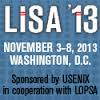 LISA '13
NOVEMBER 3–8, 2013
WASHINGTON, D.C.
Sponsored by USENIX
in cooperation with LOPSA